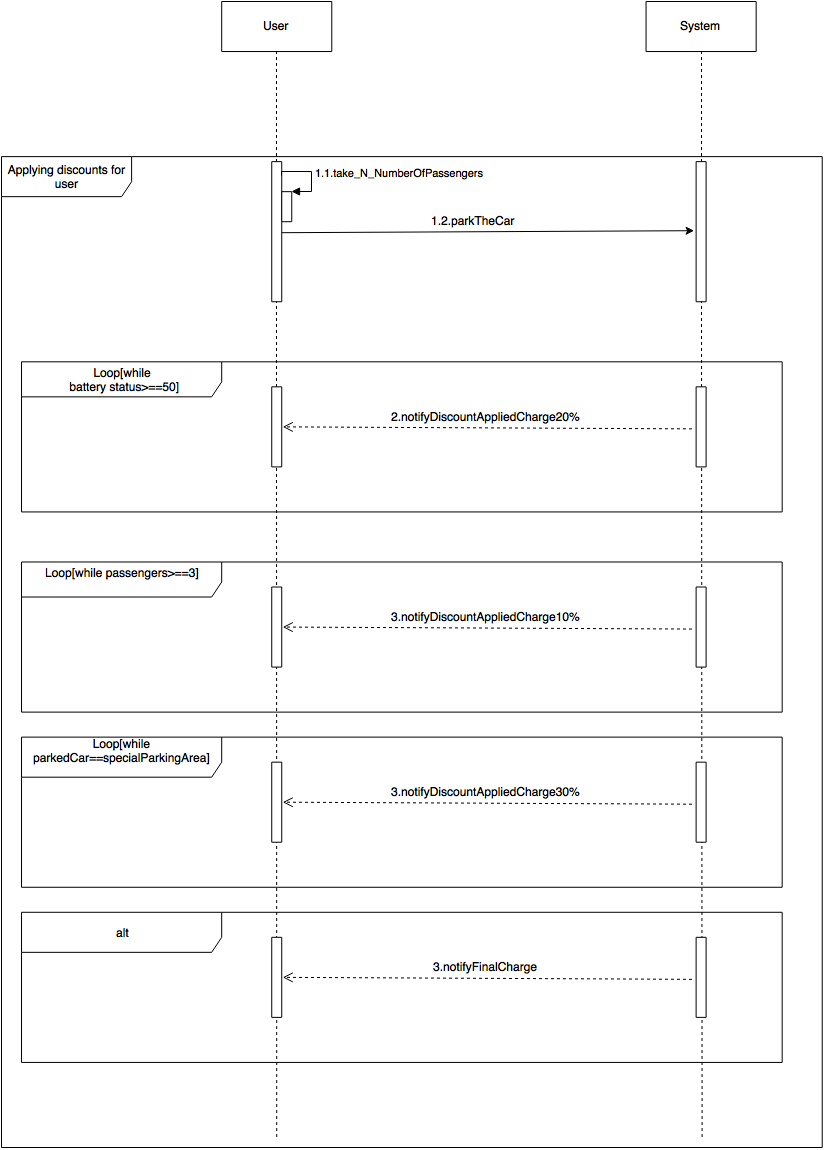 User
System
Applying discounts for
user
1.1.take_N_NumberOfPassengers
1.2.parkTheCar
Loop[while
battery status>==50]
2.notifyDiscountAppliedCharge20%
Loop[while passengers>==3]
3.notifyDiscountAppliedCharge10%
Loop[while
parkedCar==specialParkingArea]
3.notifyDiscountAppliedCharge30%
alt
3.notifyFinalCharge